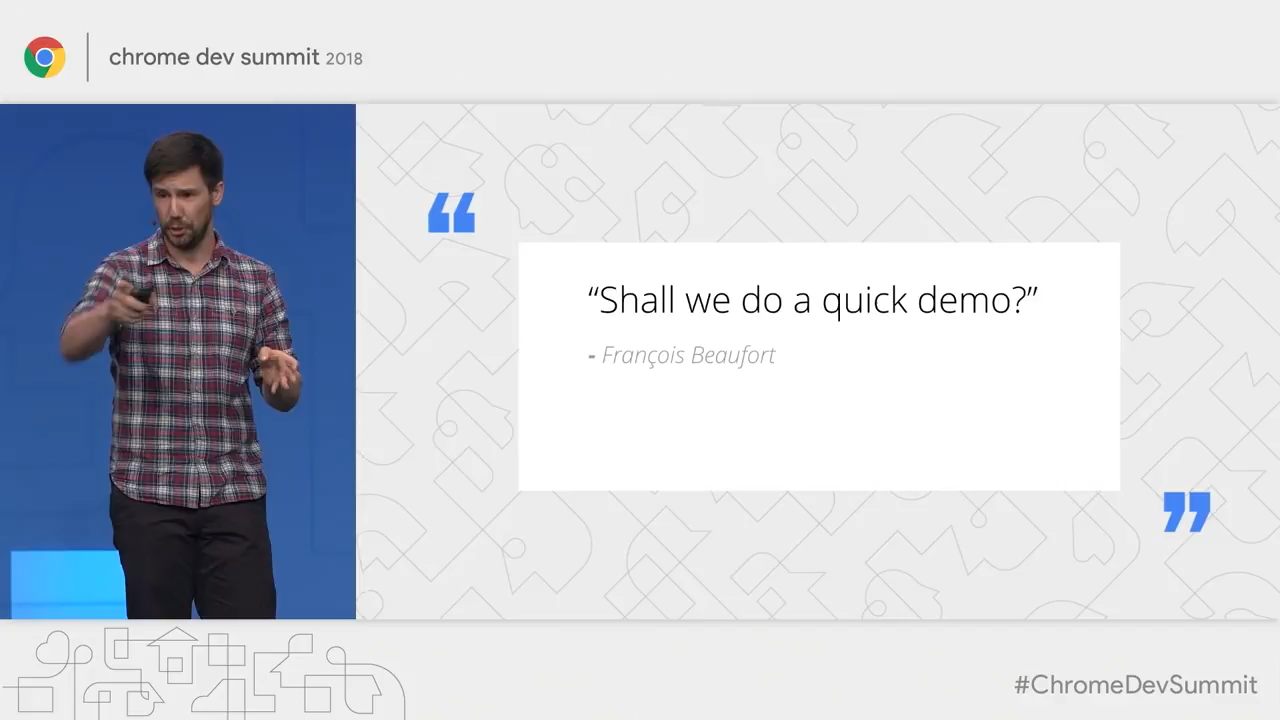 chrome dev summit 2018
“
“Shall we do a quick demo?”
- François Beaufort
”
#ChromeDevSummit